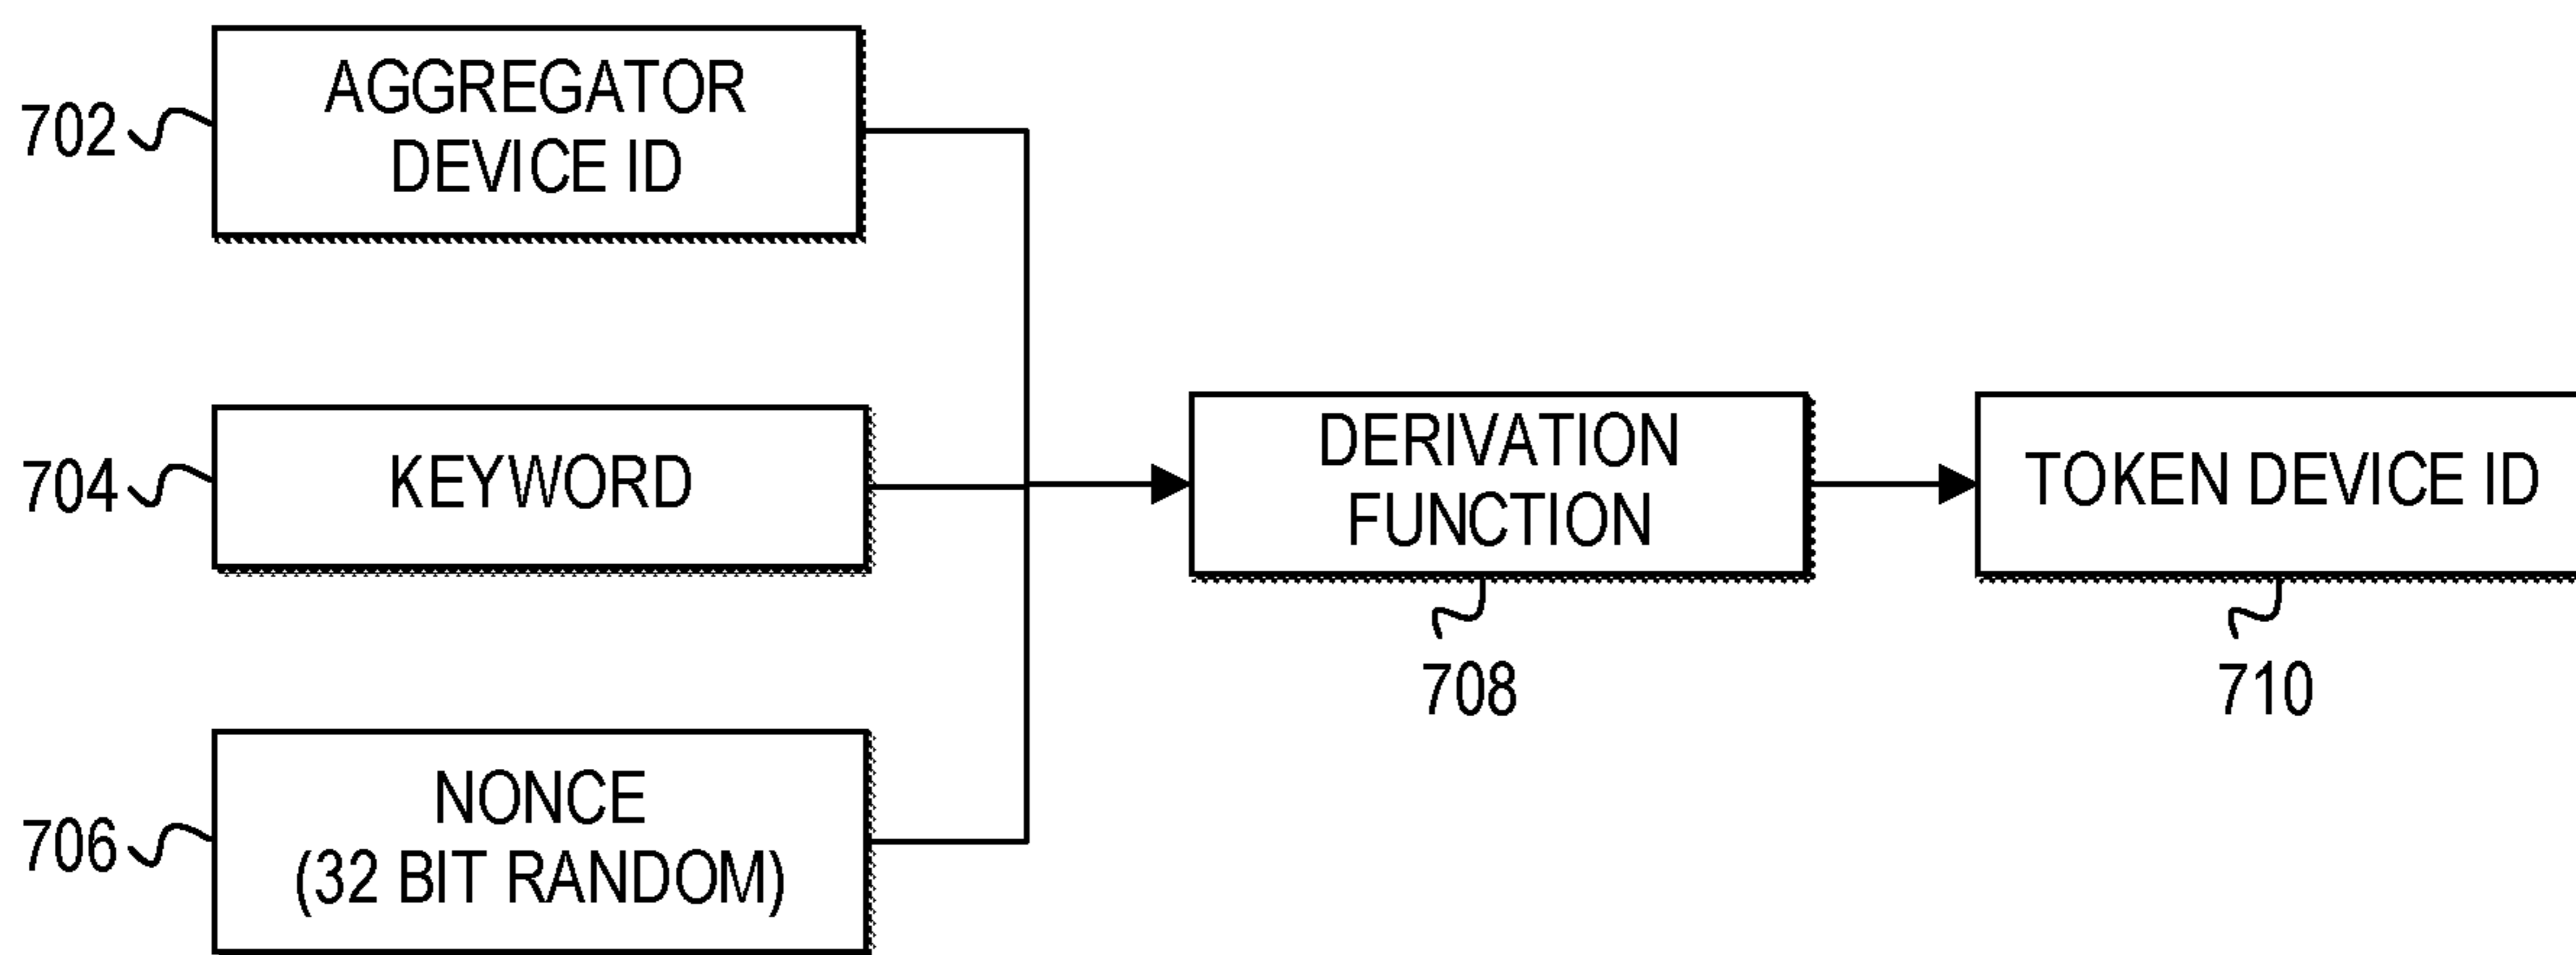 AGGREGATOR
DEVICE ID
702
KEYWORD
704
NONCE
(32 BIT RANDOM)
706
DERIVATION
FUNCTION
708
TOKEN DEVICE ID
710